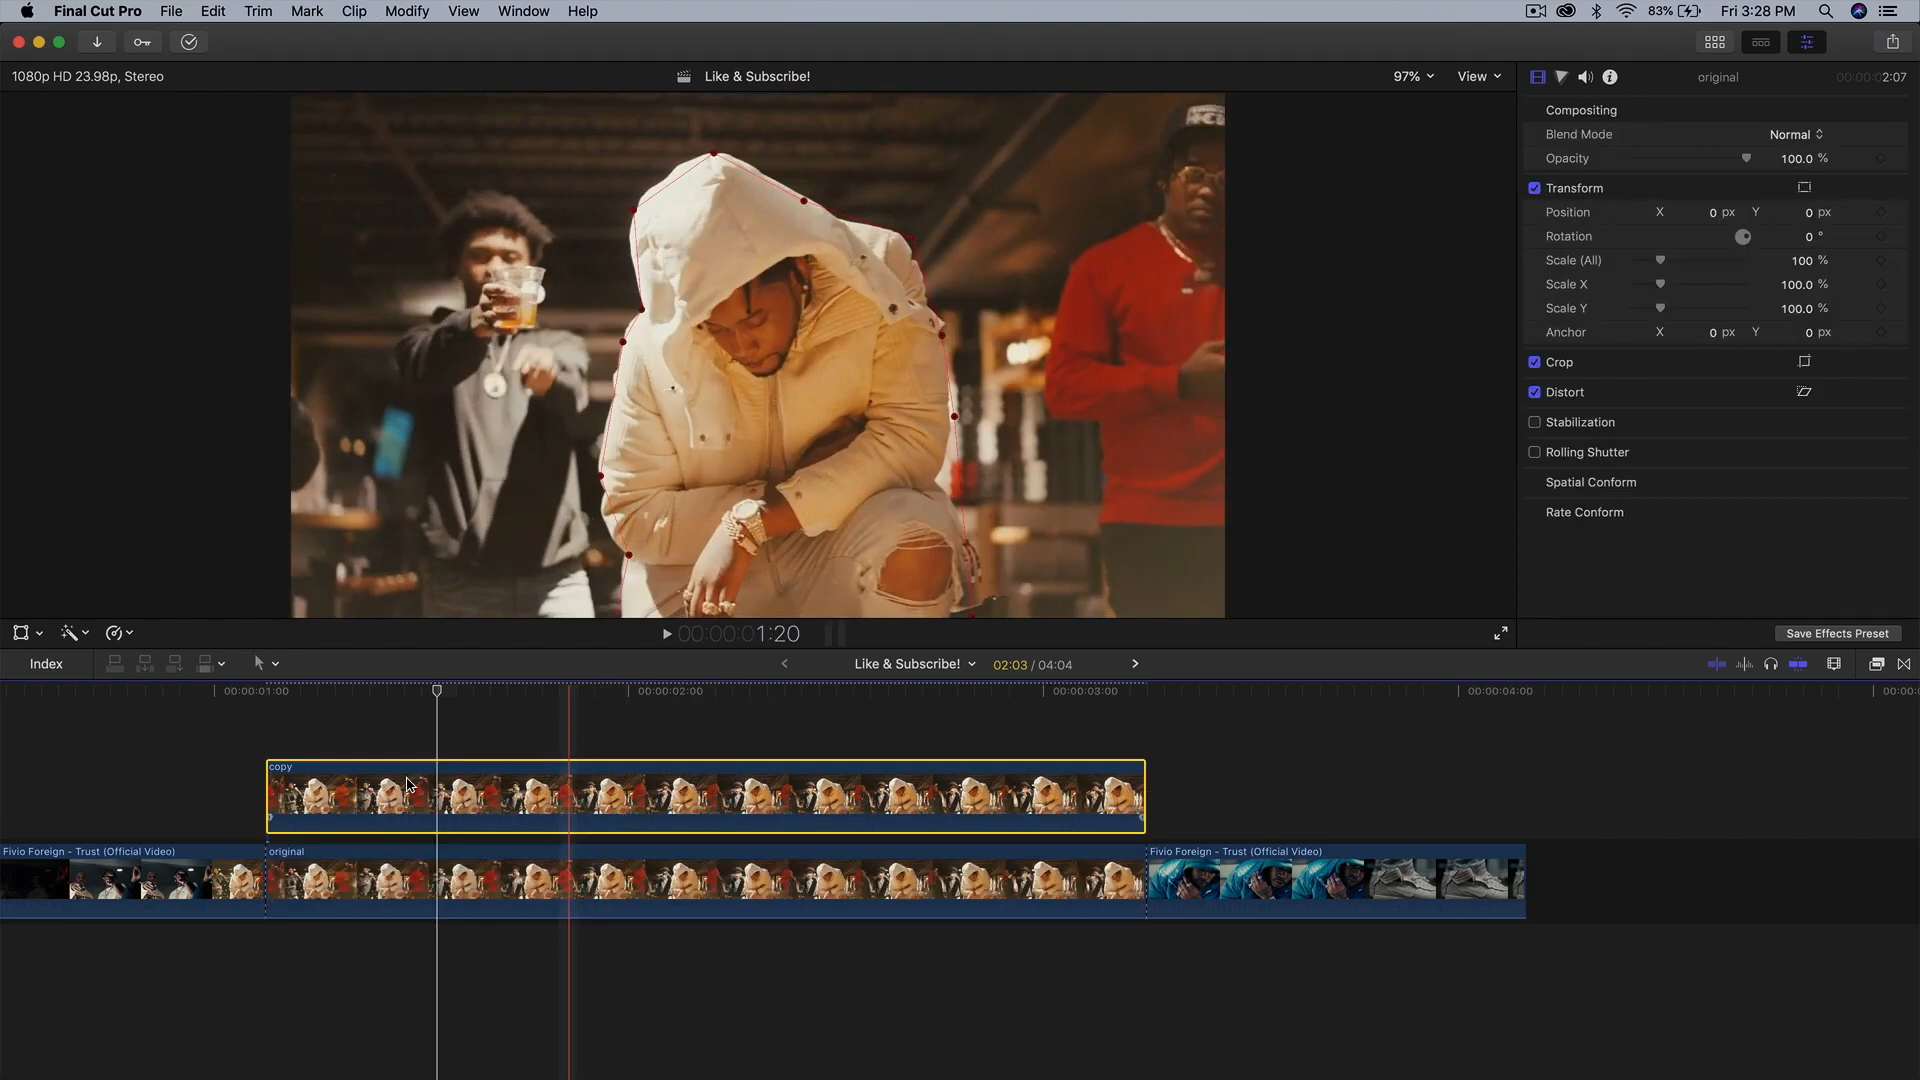 Final Cut Pro File Edit Trim Mark Clip Modify View Window Help 83% Fri 3:28 PM
1080p HD 23.98p, Stereo Like & Subscribe! 97% View original 00:00:02:07
Compositing
Blend Mode Normal
Opacity 100.0 %
Transform
Position X 0 px Y 0 px
Rotation 0 °
Scale (All) 100 %
Scale X 100.0 %
Scale Y 100.0 %
Anchor X 0 px Y 0 px
Crop
Distort
Stabilization
Rolling Shutter
Spatial Conform
Rate Conform
00:00:01:20 Save Effects Preset
Index Like & Subscribe! 02:03 / 04:04
00:00:01:00 00:00:02:00 00:00:03:00 00:00:04:00
copy
Fivio Foreign - Trust (Official Video) original Fivio Foreign - Trust (Official Video)